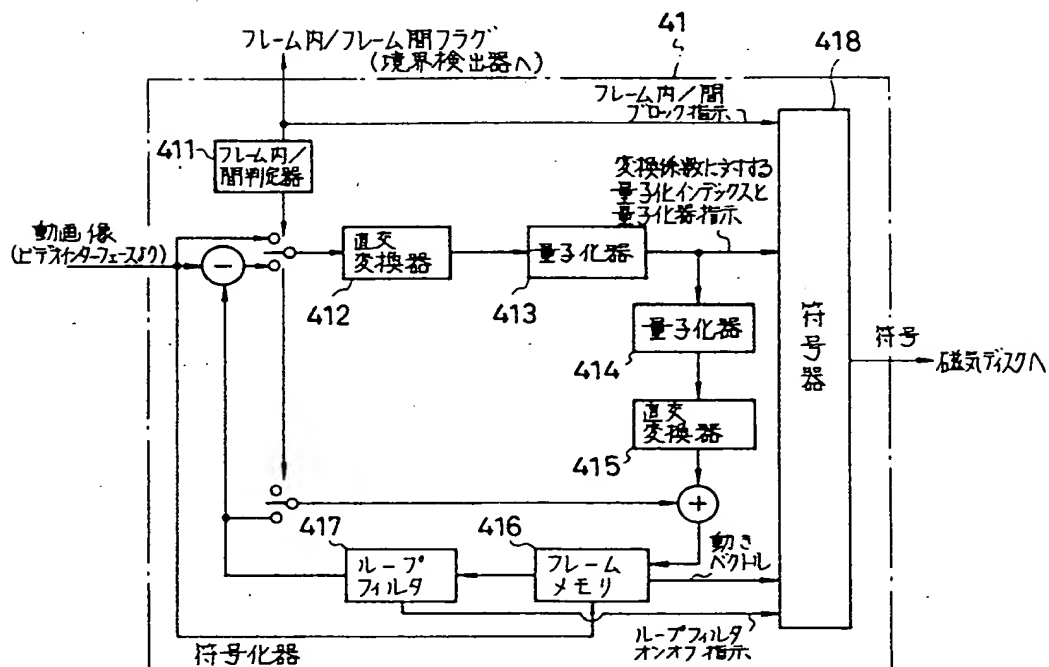 フレーム内/フレーム間フラグ
(境界検出器へ)
41
418
フレーム内/間
ブロック指示
411
フレーム内/
間判定器
変換係数に対する
量子化インデックスと
量子化器指示
動画像
(ビデオインターフェースより)
−
直交
変換器
412
量子化器
413
量子化器
414
直交
変換器
415
+
符号器
符号
磁気ディスクへ
417
ループ
フィルタ
416
フレーム
メモリ
動き
ベクトル
ループフィルタ
オンオフ指示
符号化器